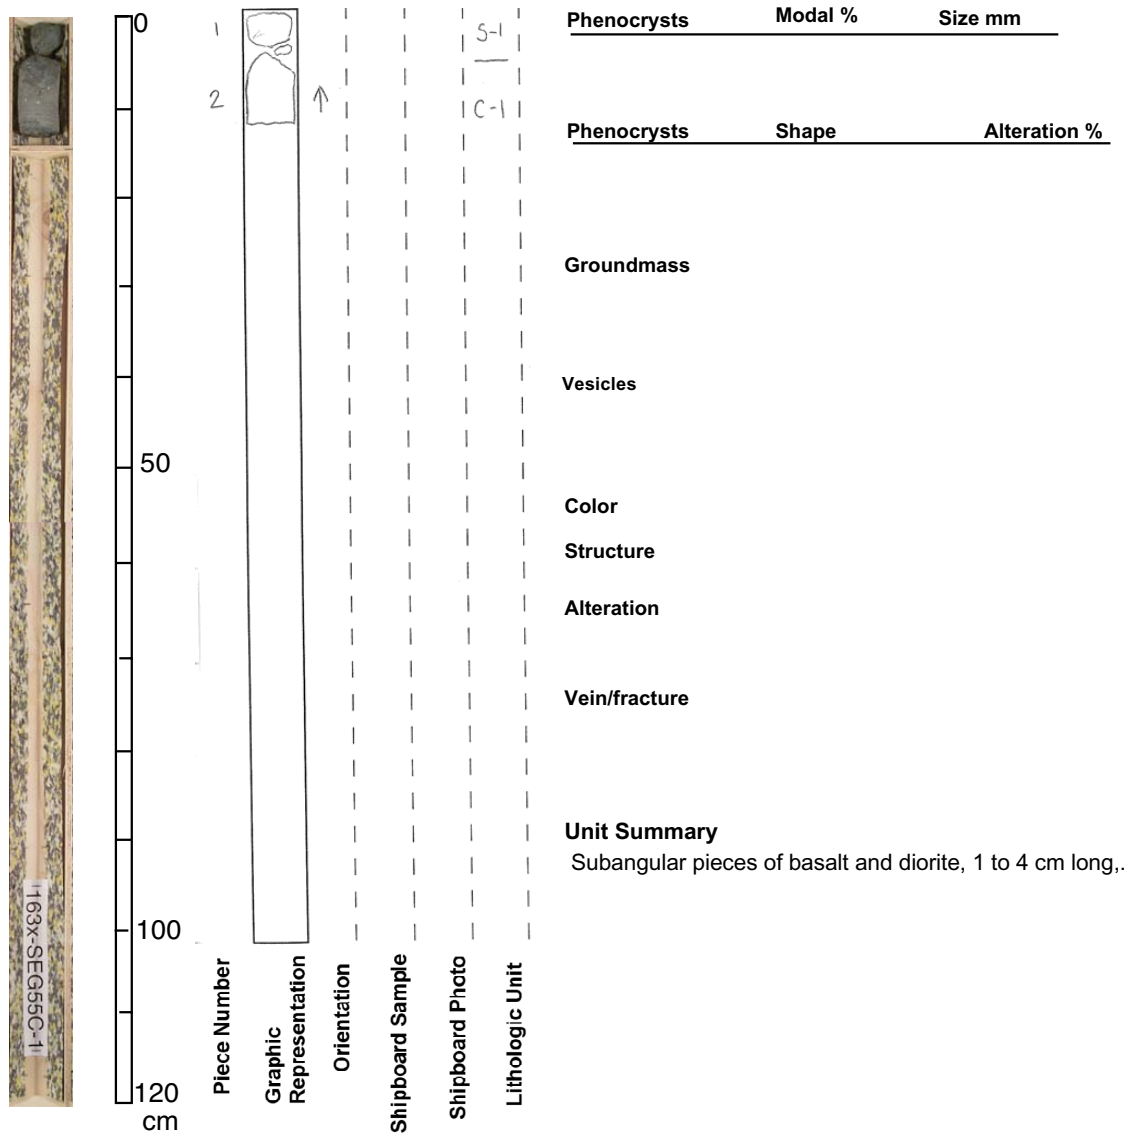 0
1
S-1
2
C-1
50
100
120
cm
163x-SEG55C-1
Piece Number
Graphic
Representation
Orientation
Shipboard Sample
Shipboard Photo
Lithologic Unit
Phenocrysts Modal % Size mm
Phenocrysts Shape Alteration %
Groundmass
Vesicles
Color
Structure
Alteration
Vein/fracture
Unit Summary
Subangular pieces of basalt and diorite, 1 to 4 cm long,.